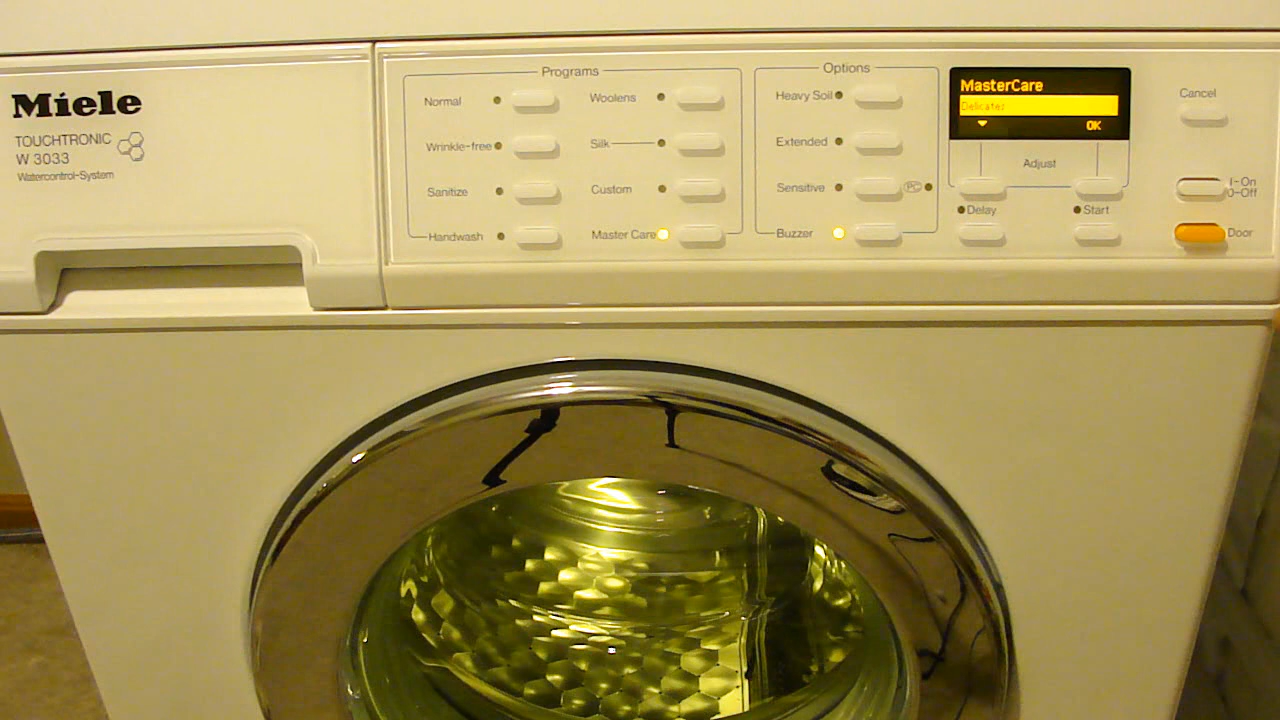 Miele
TOUCHTRONIC
W 3033
Watercontrol-System
Programs
Normal
Wrinkle-free
Sanitize
Handwash
Woolens
Silk
Custom
Master Care
Options
Heavy Soil
Extended
Sensitive
PC
Buzzer
MasterCare
Delicates
OK
Adjust
Delay
Start
Cancel
I-On
0-Off
Door